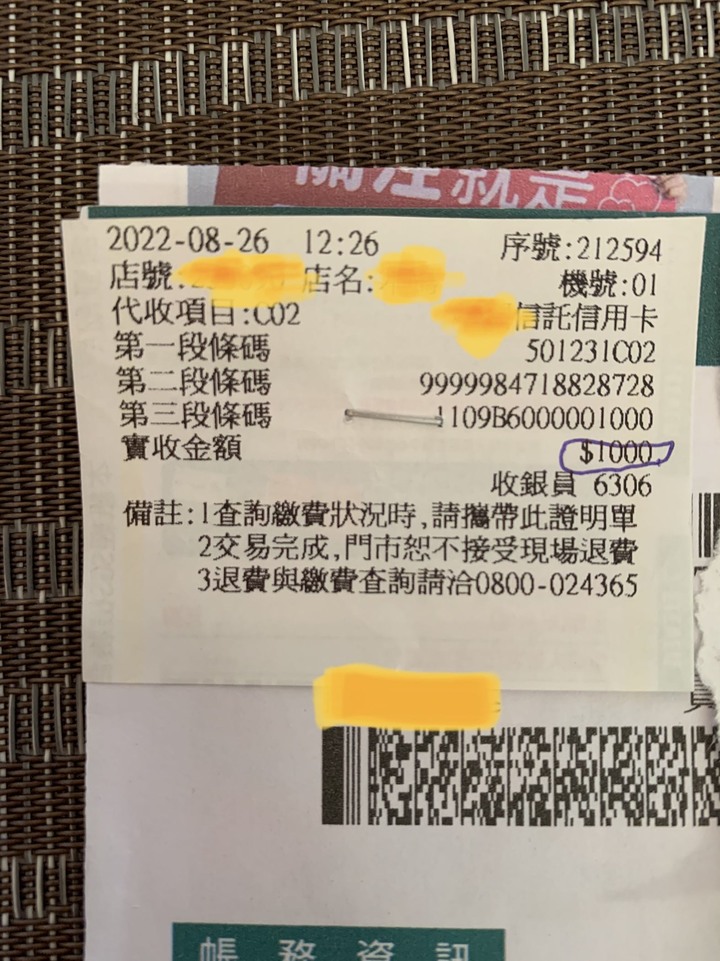 關注就是
2022-08-26 12:26 序號:212594
店號: 店名: 機號:01
代收項目:C02 信託信用卡
第一段條碼 501231C02
第二段條碼 9999984718828728
第三段條碼 1109B6000001000
實收金額 $1000
收銀員 6306
備註:1查詢繳費狀況時,請攜帶此證明單
2交易完成,門市恕不接受現場退費
3退費與繳費查詢請洽0800-024365
帳務資訊